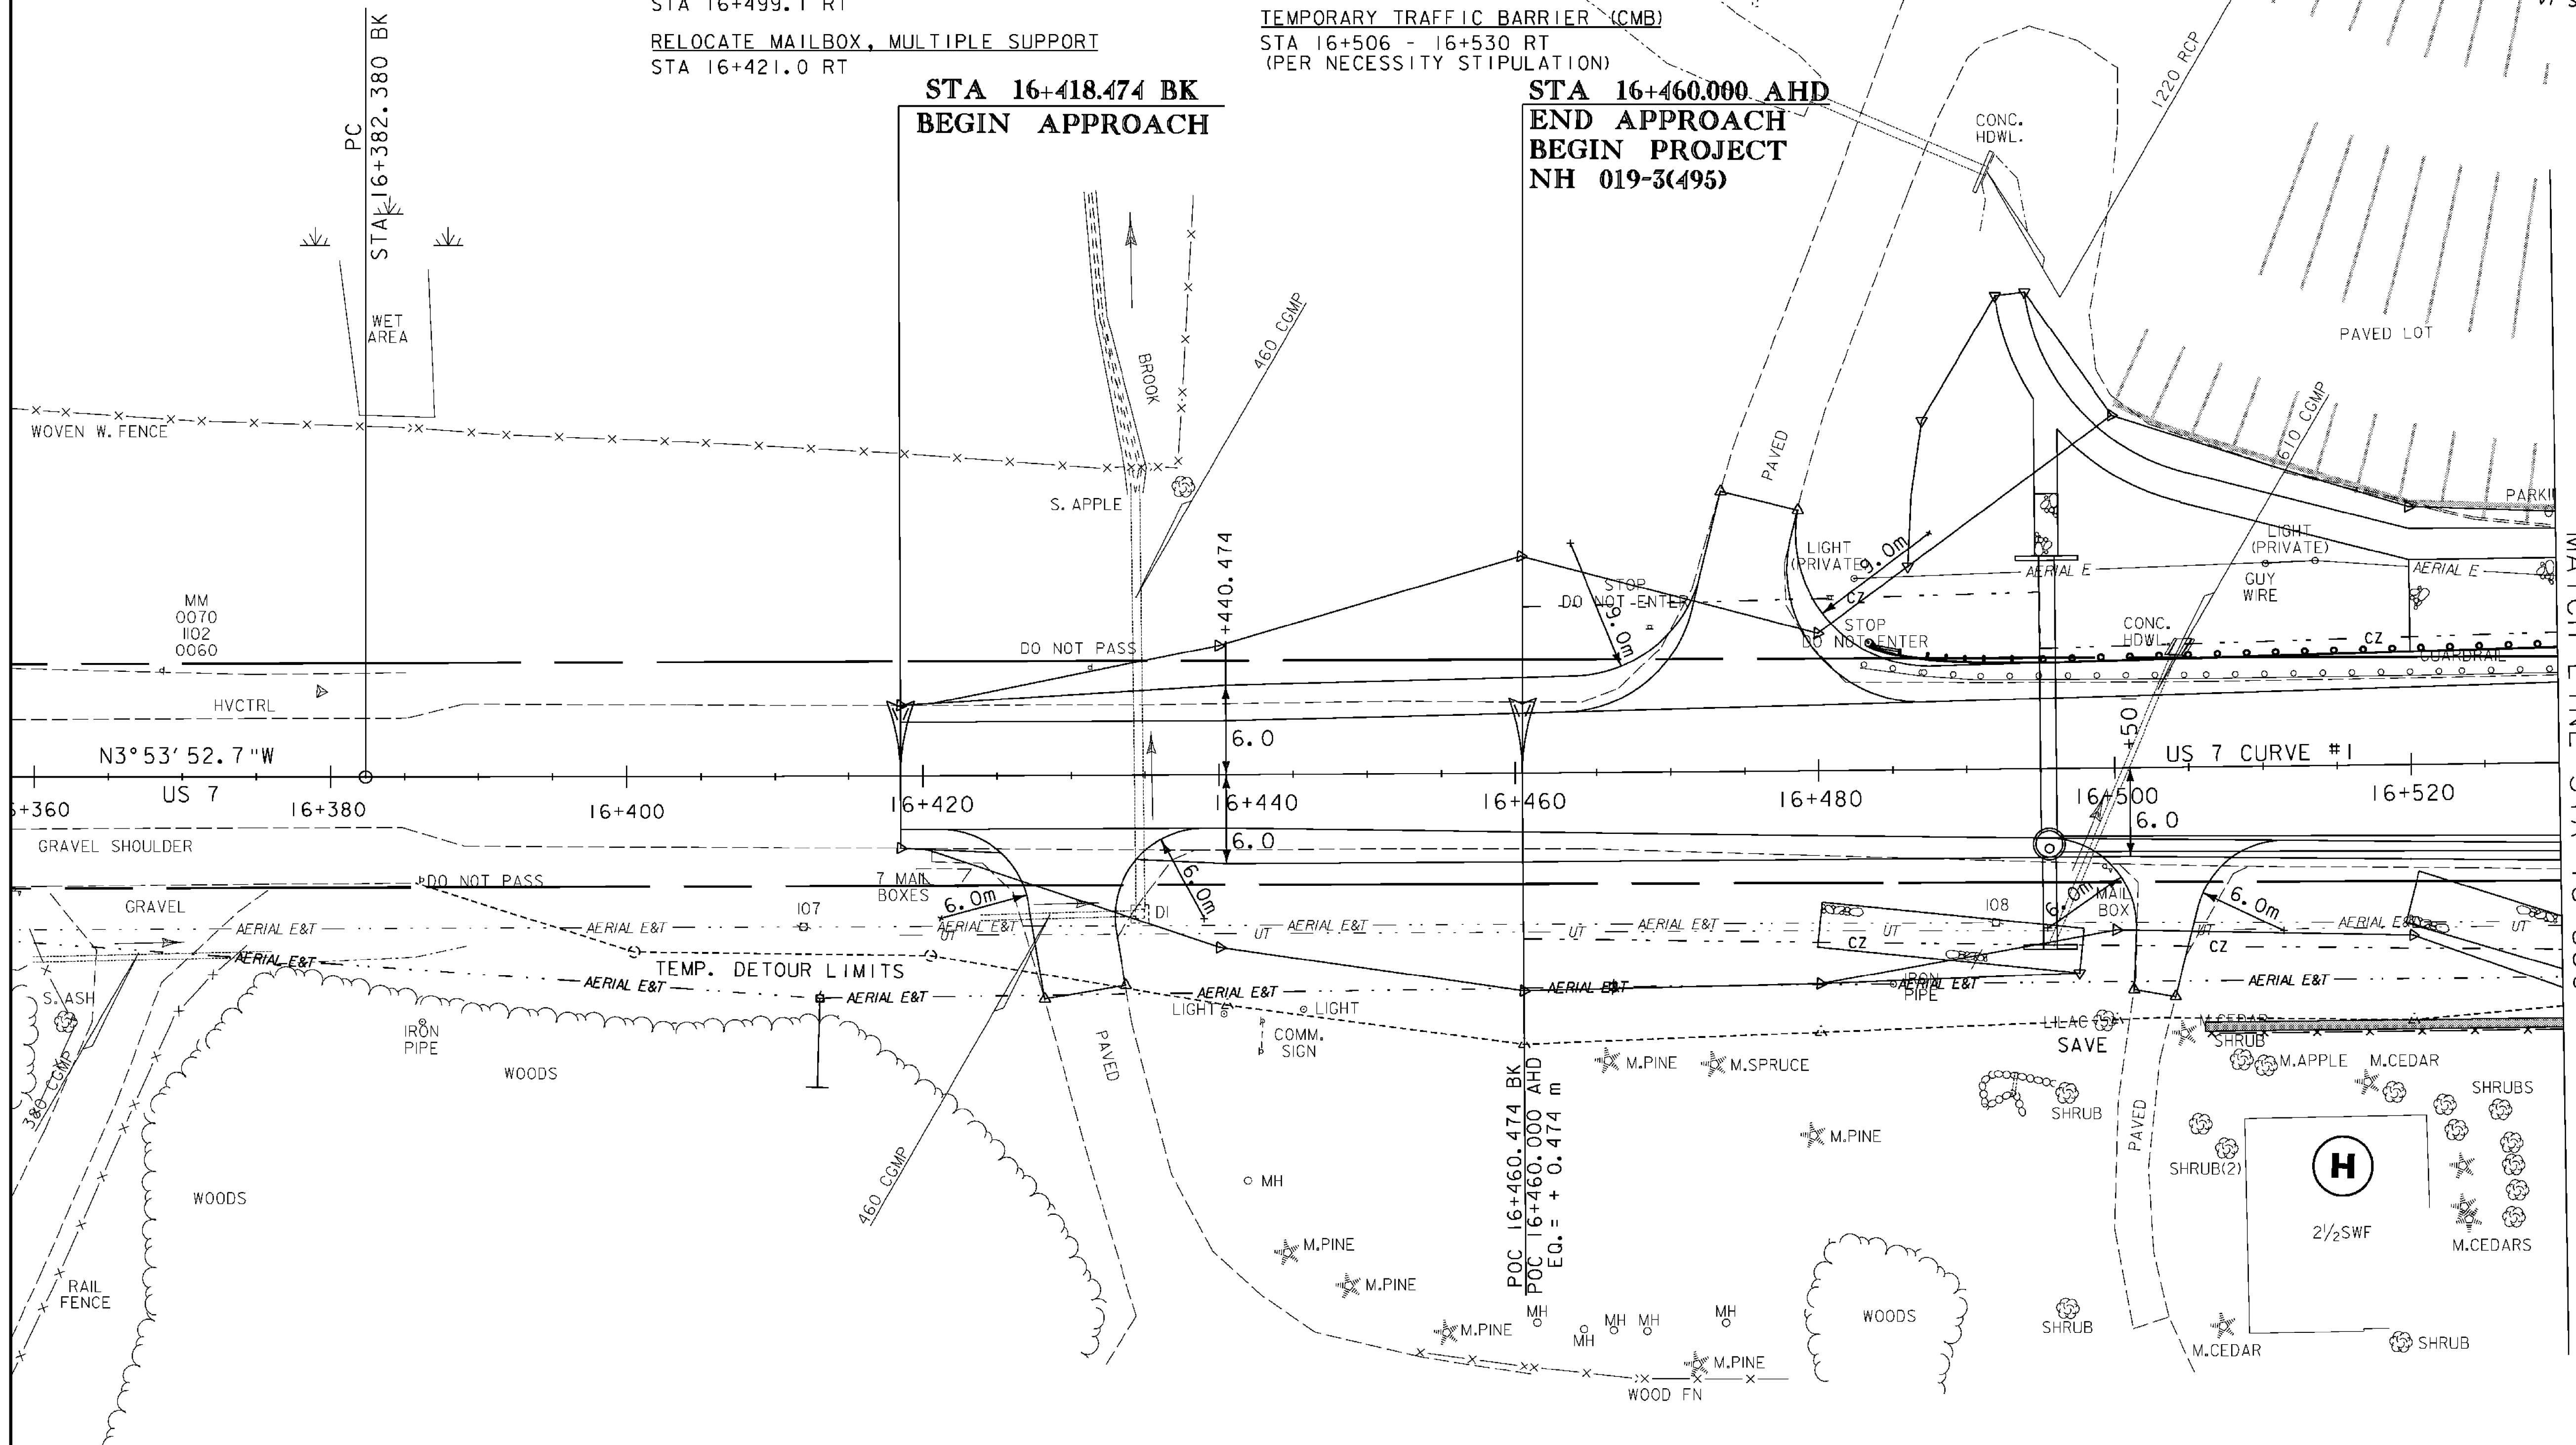 STA 16+499.1 RT
RELOCATE MAILBOX, MULTIPLE SUPPORT
STA 16+421.0 RT
TEMPORARY TRAFFIC BARRIER (CMB)
STA 16+506 - 16+530 RT
(PER NECESSITY STIPULATION)
STA 16+418.474 BK
BEGIN APPROACH
STA 16+460.000 AHD
END APPROACH
BEGIN PROJECT
NH 019-3(495)
PC
STA 16+382.380 BK
CONC.
HDWL.
1220 RCP
WET
AREA
PAVED LOT
BROOK
460 CGMP
610 CGMP
WOVEN W. FENCE
S. APPLE
PAVED
PARKI
LIGHT
(PRIVATE)
LIGHT
(PRIVATE)
9.0m
AERIAL E
AERIAL E
GUY
WIRE
STOP
DO NOT ENTER
9.0m
CZ
STOP
DO NOT ENTER
CONC.
HDWL.
CZ
GUARDRAIL
MM
0070
1102
0060
DO NOT PASS
+440.474
HVCTRL
6.0
+501
N3°53'52.7"W
US 7 CURVE #1
US 7
6+360
16+380
16+400
16+420
16+440
16+460
16+480
16+500
16+520
6.0
6.0
GRAVEL SHOULDER
DO NOT PASS
7 MAIL
BOXES
GRAVEL
107
6.0m
6.0m
DI
108
6.0m
MAIL
BOX
6.0m
AERIAL E&T
AERIAL E&T
AERIAL E&T
UT
UT
AERIAL E&T
UT
AERIAL E&T
UT
CZ
UT
CZ
AERIAL E&T
UT
AERIAL E&T
TEMP. DETOUR LIMITS
AERIAL E&T
AERIAL E&T
AERIAL E&T
AERIAL E&T
AERIAL E&T
IRON
PIPE
AERIAL E&T
S. ASH
IRON
PIPE
LIGHT
LIGHT
COMM.
SIGN
LILAC
SAVE
M.CEDAR
SHRUB
M.APPLE
M.CEDAR
SHRUBS
380 CGMP
WOODS
PAVED
M.PINE
M.SPRUCE
SHRUB
M.PINE
PAVED
SHRUB(2)
H
2½SWF
M.CEDARS
460 CGMP
WOODS
MH
POC 16+460.474 BK
POC 16+460.000 AHD
EQ. = + 0.474 m
M.PINE
M.PINE
RAIL
FENCE
M.PINE
MH
MH
MH
MH
MH
WOODS
SHRUB
M.CEDAR
SHRUB
M.PINE
WOOD FN